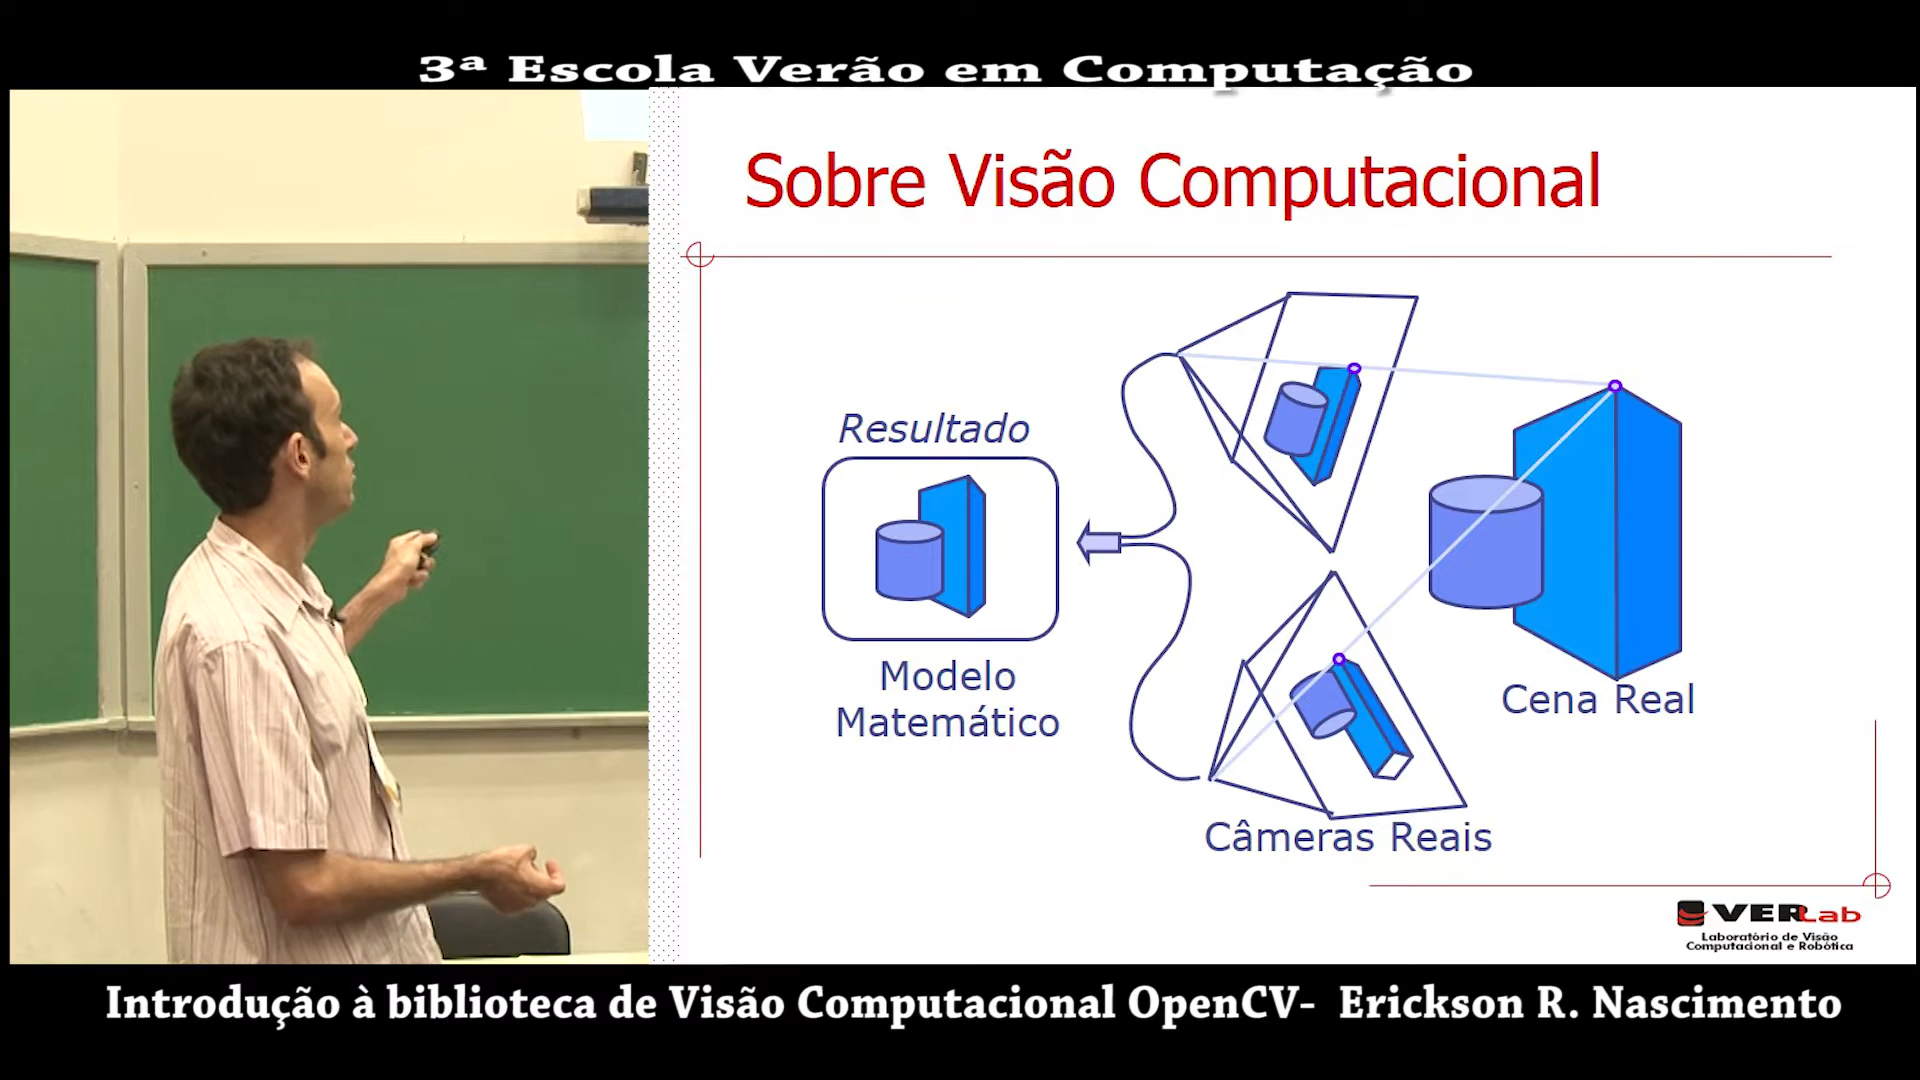 3ª Escola Verão em Computação
Sobre Visão Computacional
Resultado
Modelo
Matemático
Cena Real
Câmeras Reais
VERLab
Laboratório de Visão
Computacional e Robótica
Introdução à biblioteca de Visão Computacional OpenCV- Erickson R. Nascimento